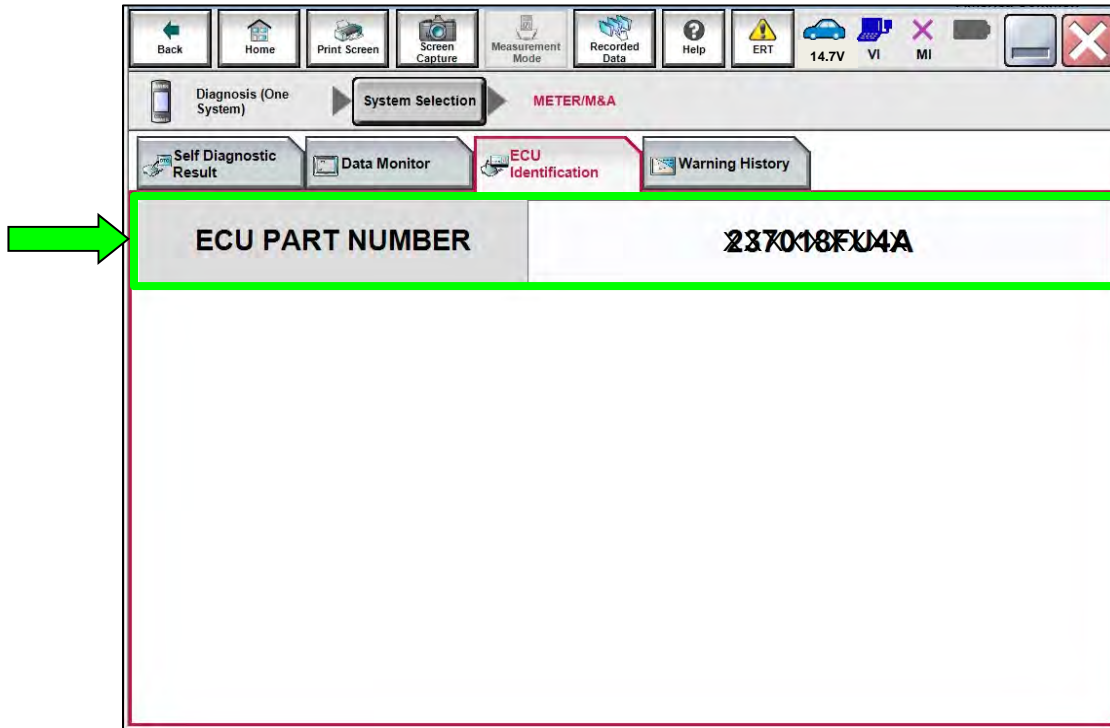 Back
Home
Print Screen
Screen Capture
Measurement Mode
Recorded Data
Help
ERT
14.7V
VI
MI
Diagnosis (One System)
System Selection
METER/M&A
Self Diagnostic Result
Data Monitor
ECU Identification
Warning History
ECU PART NUMBER